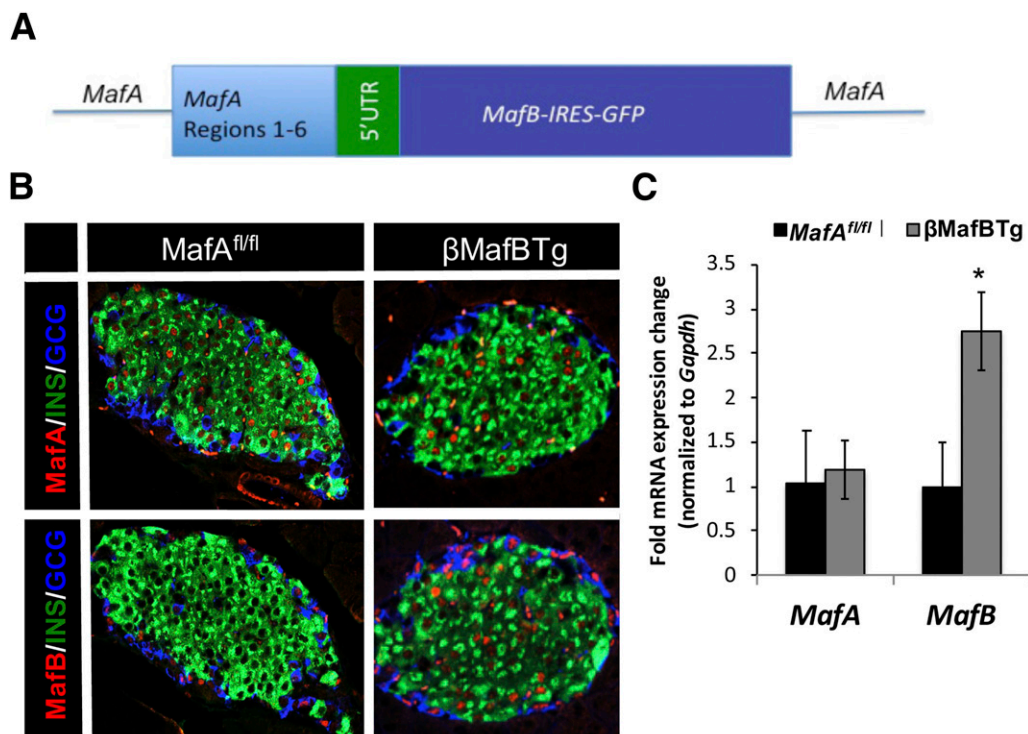 A
MafA
MafA
Regions 1-6
5'UTR
MafB-IRES-GFP
MafA
B
MafA^fl/fl
βMafBTg
MafA/INS/GCG
MafB/INS/GCG
C
MafA^fl/fl
βMafBTg
Fold mRNA expression change
(normalized to Gapdh)
3.5
3
2.5
2
1.5
1
0.5
0
*
MafA
MafB